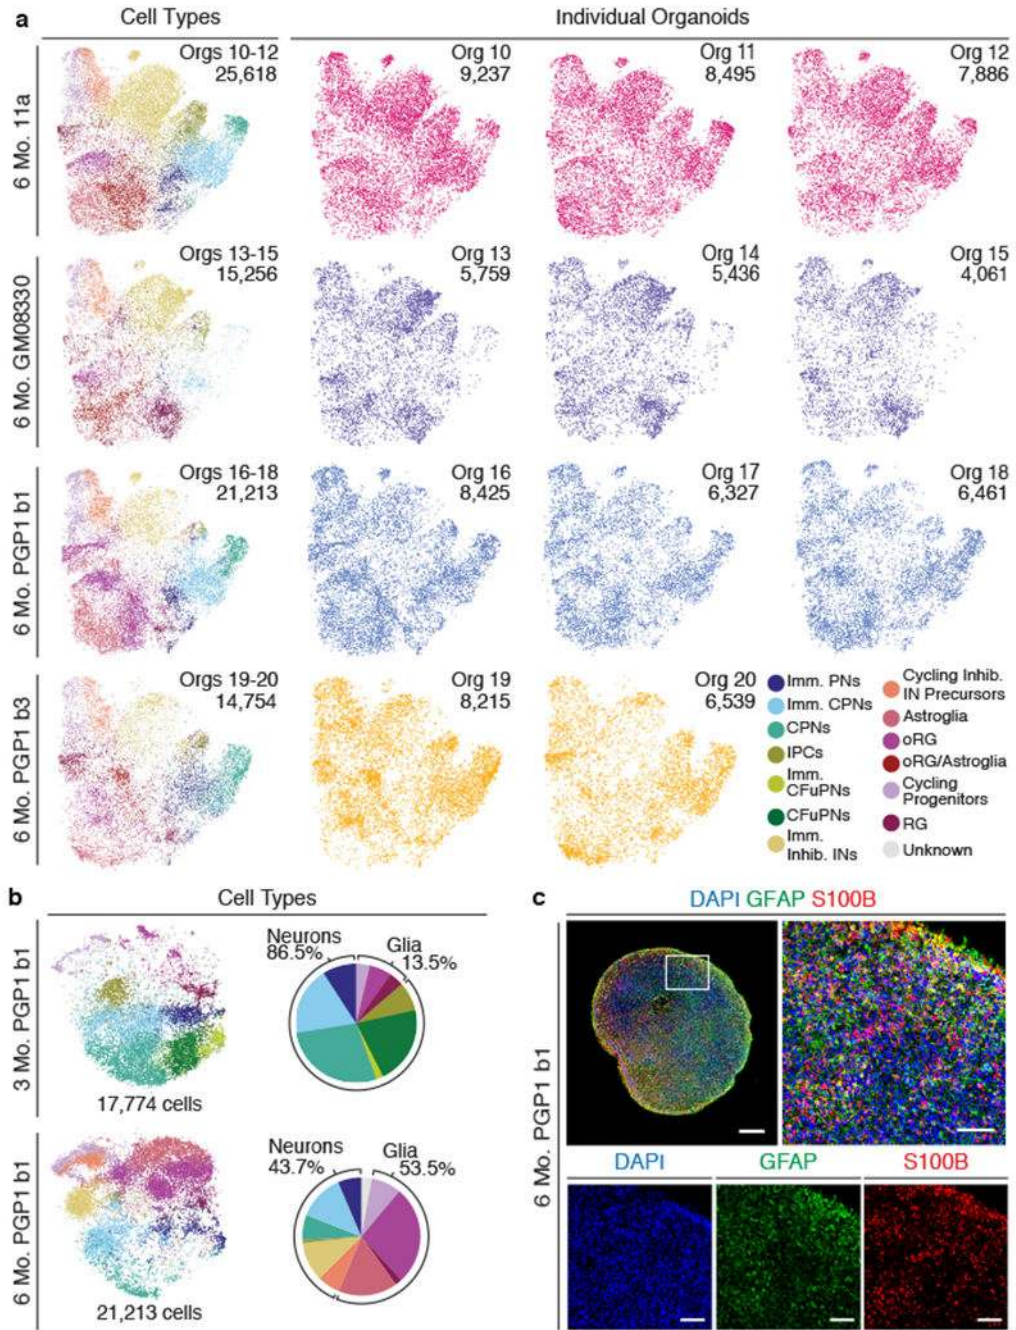 a
Cell Types
Individual Organoids
6 Mo. 11a
Orgs 10-12
25,618
Org 10
9,237
Org 11
8,495
Org 12
7,886
6 Mo. GM08330
Orgs 13-15
15,256
Org 13
5,759
Org 14
5,436
Org 15
4,061
6 Mo. PGP1 b1
Orgs 16-18
21,213
Org 16
8,425
Org 17
6,327
Org 18
6,461
6 Mo. PGP1 b3
Orgs 19-20
14,754
Org 19
8,215
Org 20
6,539
Imm. PNs
Imm. CPNs
CPNs
IPCs
Imm.
CFuPNs
CFuPNs
Imm.
Inhib. INs
Cycling Inhib.
IN Precursors
Astroglia
oRG
oRG/Astroglia
Cycling
Progenitors
RG
Unknown
b
Cell Types
3 Mo. PGP1 b1
17,774 cells
Neurons
86.5%
Glia
13.5%
6 Mo. PGP1 b1
21,213 cells
Neurons
43.7%
Glia
53.5%
c
DAPI GFAP S100B
6 Mo. PGP1 b1
DAPI
GFAP
S100B